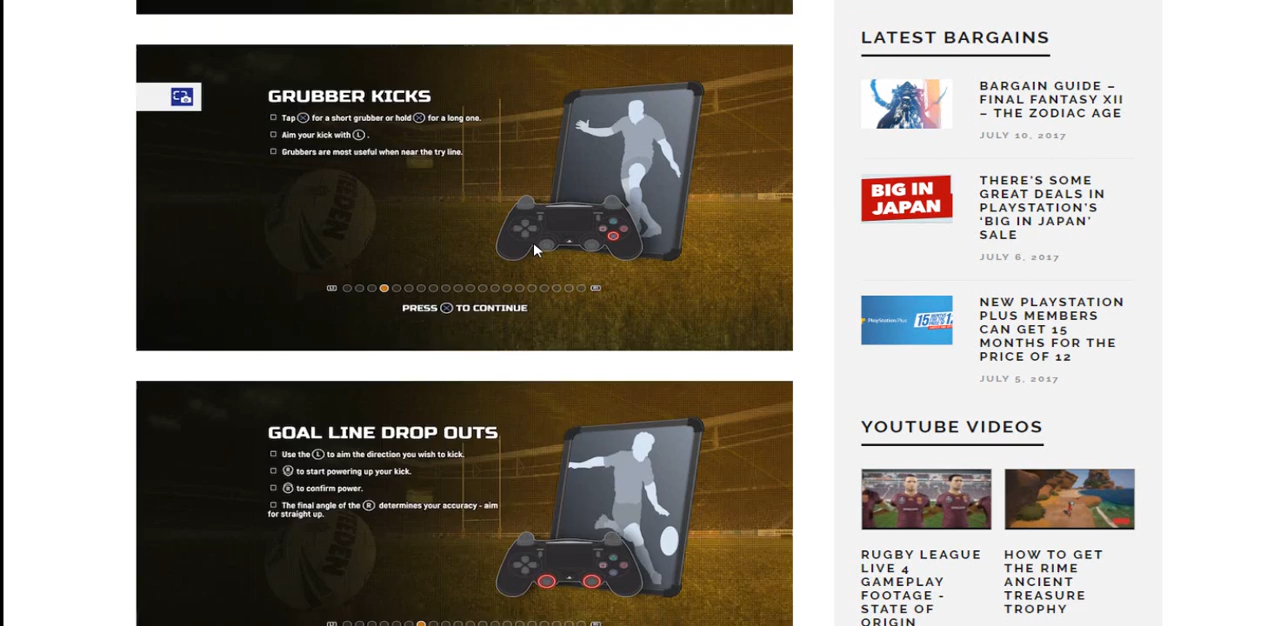 LATEST BARGAINS
GRUBBER KICKS
Tap X for a short grubber or hold X for a long one.
Aim your kick with L .
Grubbers are most useful when near the try line.
PRESS X TO CONTINUE
BARGAIN GUIDE –
FINAL FANTASY XII
– THE ZODIAC AGE
JULY 10, 2017
BIG IN
JAPAN
THERE'S SOME
GREAT DEALS IN
PLAYSTATION'S
'BIG IN JAPAN'
SALE
JULY 6, 2017
PlayStation Plus
NEW PLAYSTATION
PLUS MEMBERS
CAN GET 15
MONTHS FOR THE
PRICE OF 12
JULY 5, 2017
GOAL LINE DROP OUTS
Use the L to aim the direction you wish to kick.
R to start powering up your kick.
R to confirm power.
The final angle of the R determines your accuracy - aim
for straight up.
YOUTUBE VIDEOS
RUGBY LEAGUE
LIVE 4
GAMEPLAY
FOOTAGE -
STATE OF
ORIGIN
HOW TO GET
THE RIME
ANCIENT
TREASURE
TROPHY